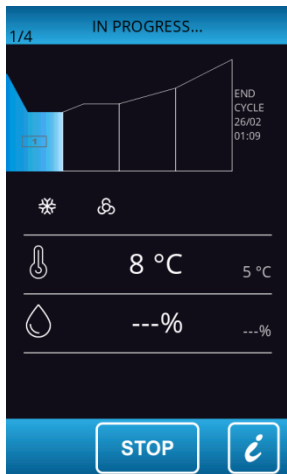 IN PROGRESS...
1/4
END
CYCLE
26/02
01:09
1
8 °C
5 °C
---%
---%
STOP
i